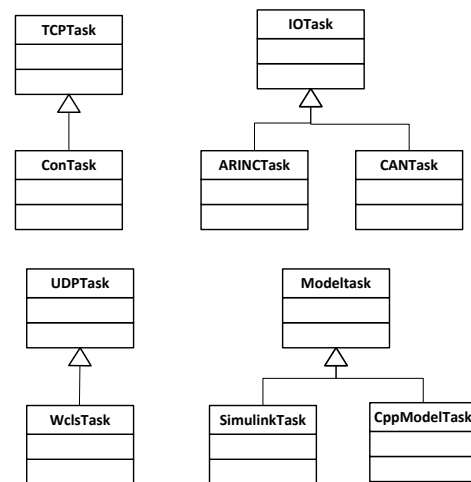 TCPTask
IOTask
ConTask
ARINCTask
CANTask
UDPTask
Modeltask
WclsTask
SimulinkTask
CppModelTask